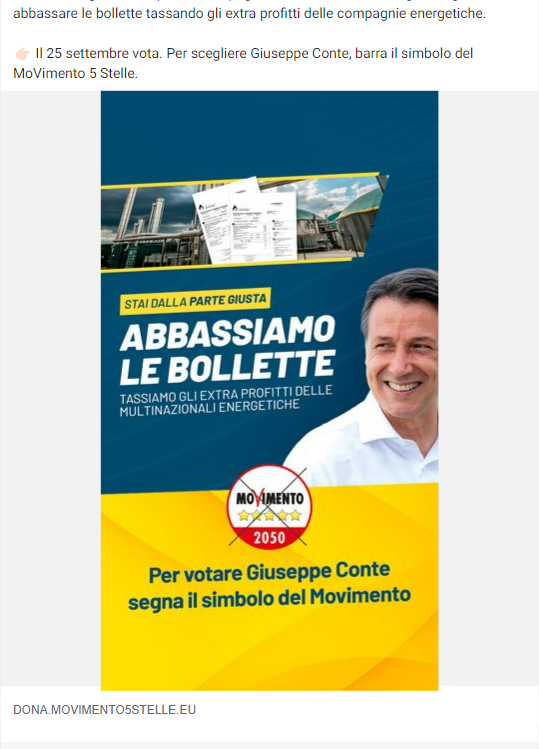 abbassare le bollette tassando gli extra profitti delle compagnie energetiche.
👉🏻 Il 25 settembre vota. Per scegliere Giuseppe Conte, barra il simbolo del
MoVimento 5 Stelle.
STAI DALLA PARTE GIUSTA
ABBASSIAMO
LE BOLLETTE
TASSIAMO GLI EXTRA PROFITTI DELLE
MULTINAZIONALI ENERGETICHE
MOVIMENTO
2050
Per votare Giuseppe Conte
segna il simbolo del Movimento
DONA.MOVIMENTO5STELLE.EU